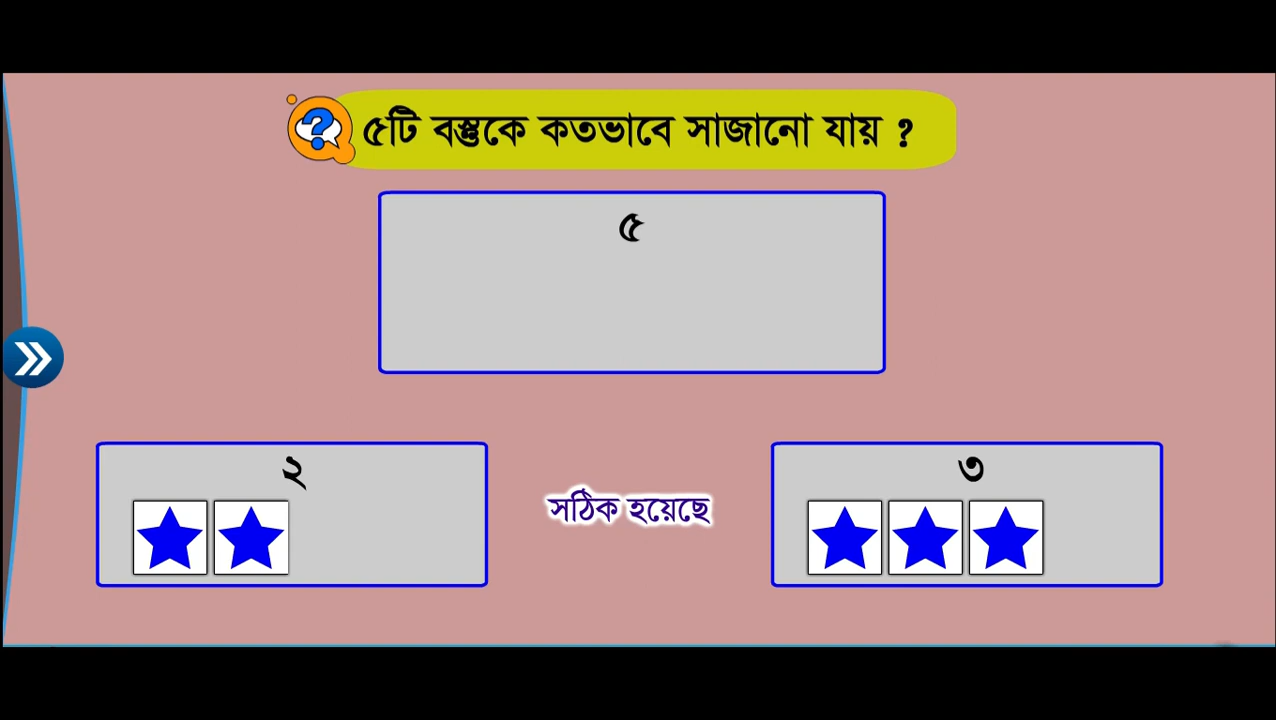 ৫টি বস্তুকে কতভাবে সাজানো যায় ?
৫
২
সঠিক হয়েছে
৩